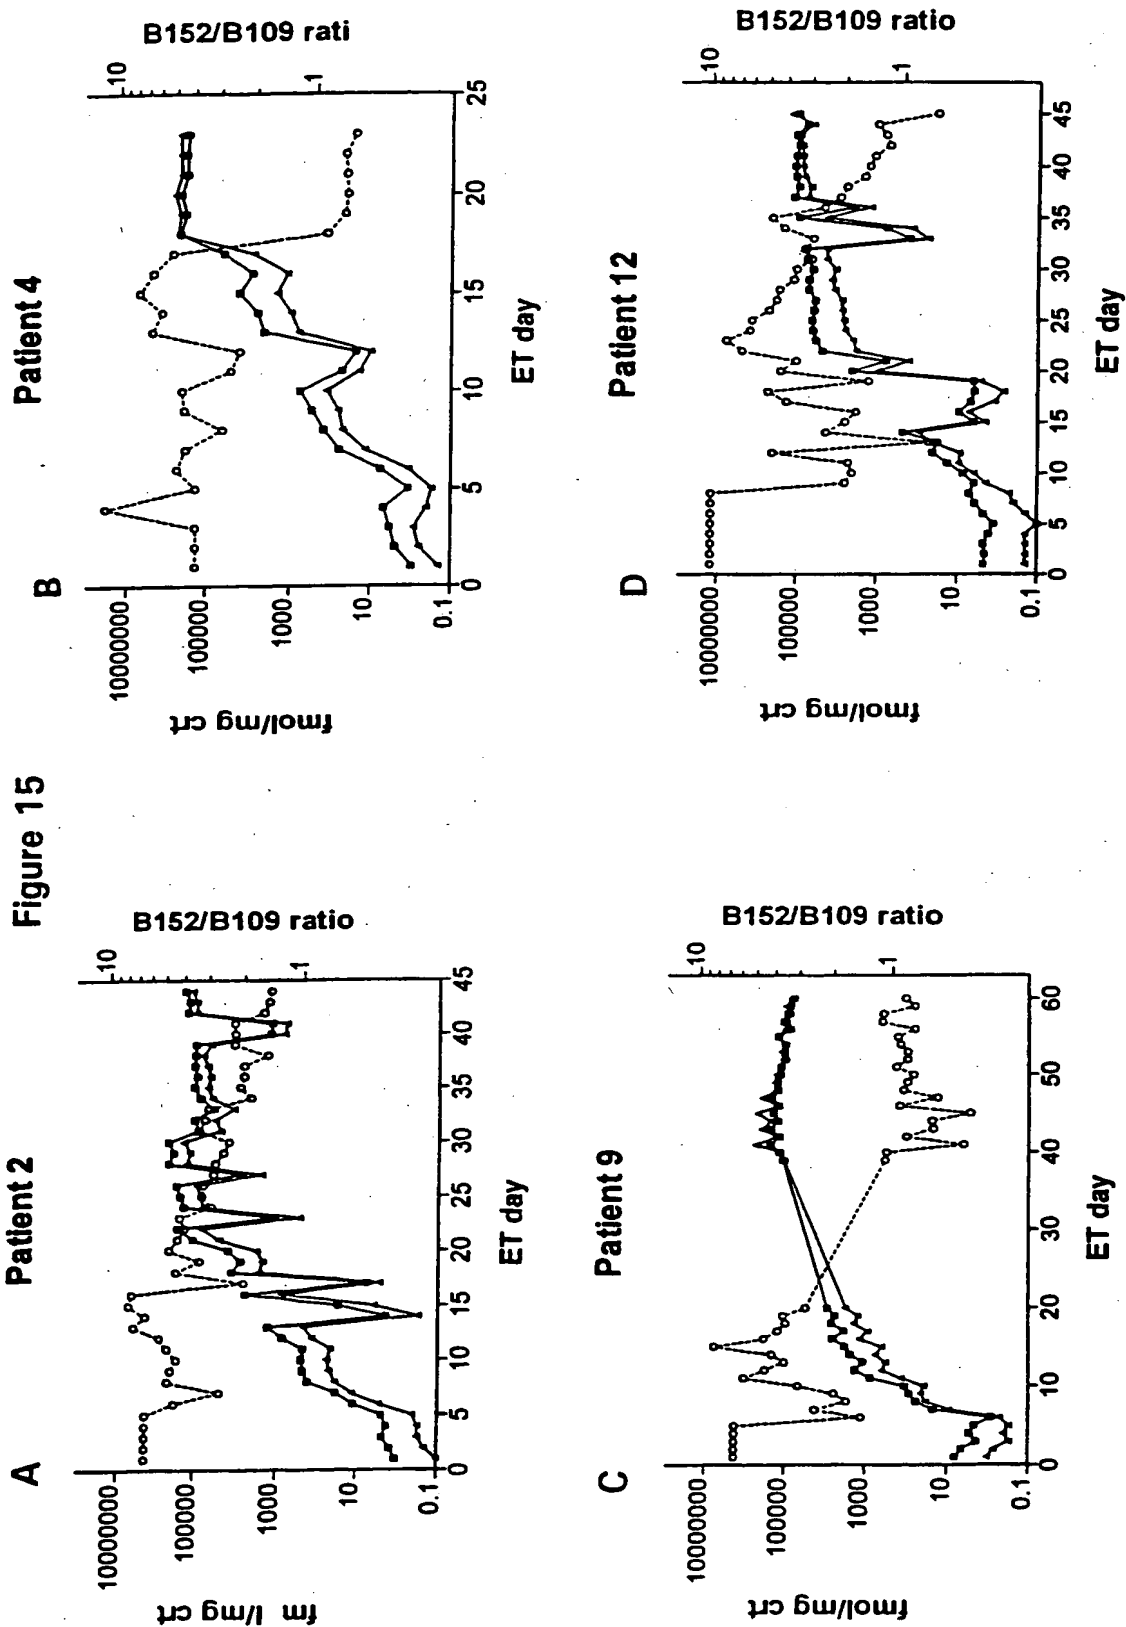 Figure 15
A
Patient 2
fm l/mg crt
10000000
100000
1000
10
0.1
B152/B109 ratio
10
1
0 5 10 15 20 25 30 35 40 45
ET day
B
Patient 4
10000000
100000
1000
10
0.1
fmol/mg crt
B152/B109 rati
10
1
0 5 10 15 20 25
ET day
C
Patient 9
fmol/mg crt
10000000
100000
1000
10
0.1
B152/B109 ratio
10
1
0 10 20 30 40 50 60
ET day
D
Patient 12
fmol/mg crt
10000000
100000
1000
10
0.1
B152/B109 ratio
10
1
0 5 10 15 20 25 30 35 40 45
ET day